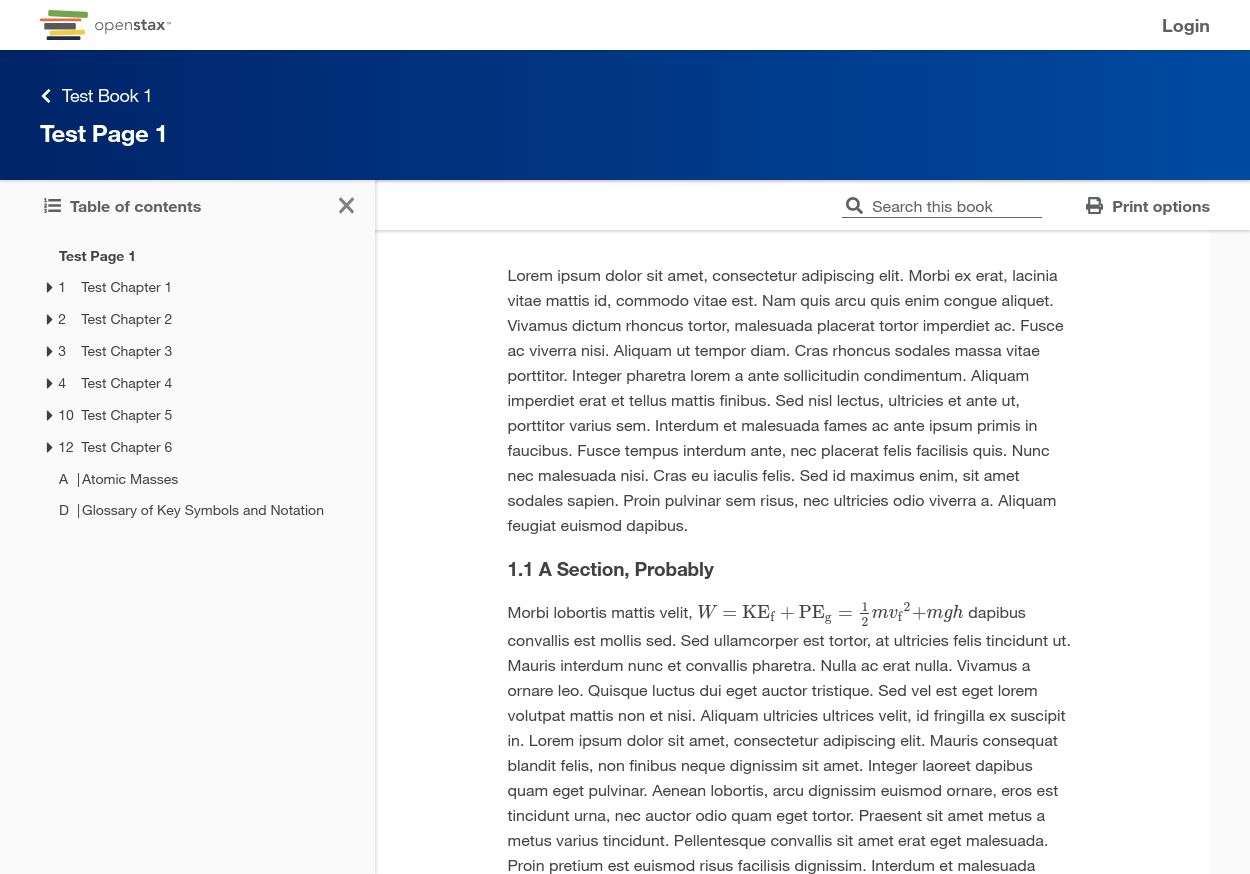 openstax™
Login
Test Book 1
Test Page 1
Table of contents
Search this book
Print options
Test Page 1
1 Test Chapter 1
2 Test Chapter 2
3 Test Chapter 3
4 Test Chapter 4
10 Test Chapter 5
12 Test Chapter 6
A |Atomic Masses
D |Glossary of Key Symbols and Notation
Lorem ipsum dolor sit amet, consectetur adipiscing elit. Morbi ex erat, lacinia
vitae mattis id, commodo vitae est. Nam quis arcu quis enim congue aliquet.
Vivamus dictum rhoncus tortor, malesuada placerat tortor imperdiet ac. Fusce
ac viverra nisi. Aliquam ut tempor diam. Cras rhoncus sodales massa vitae
porttitor. Integer pharetra lorem a ante sollicitudin condimentum. Aliquam
imperdiet erat et tellus mattis finibus. Sed nisl lectus, ultricies et ante ut,
porttitor varius sem. Interdum et malesuada fames ac ante ipsum primis in
faucibus. Fusce tempus interdum ante, nec placerat felis facilisis quis. Nunc
nec malesuada nisi. Cras eu iaculis felis. Sed id maximus enim, sit amet
sodales sapien. Proin pulvinar sem risus, nec ultricies odio viverra a. Aliquam
feugiat euismod dapibus.
1.1 A Section, Probably
Morbi lobortis mattis velit, W = KE_f + PE_g = 1/2 mv_f^2+mgh dapibus
convallis est mollis sed. Sed ullamcorper est tortor, at ultricies felis tincidunt ut.
Mauris interdum nunc et convallis pharetra. Nulla ac erat nulla. Vivamus a
ornare leo. Quisque luctus dui eget auctor tristique. Sed vel est eget lorem
volutpat mattis non et nisi. Aliquam ultricies ultrices velit, id fringilla ex suscipit
in. Lorem ipsum dolor sit amet, consectetur adipiscing elit. Mauris consequat
blandit felis, non finibus neque dignissim sit amet. Integer laoreet dapibus
quam eget pulvinar. Aenean lobortis, arcu dignissim euismod ornare, eros est
tincidunt urna, nec auctor odio quam eget tortor. Praesent sit amet metus a
metus varius tincidunt. Pellentesque convallis sit amet erat eget malesuada.
Proin pretium est euismod risus facilisis dignissim. Interdum et malesuada